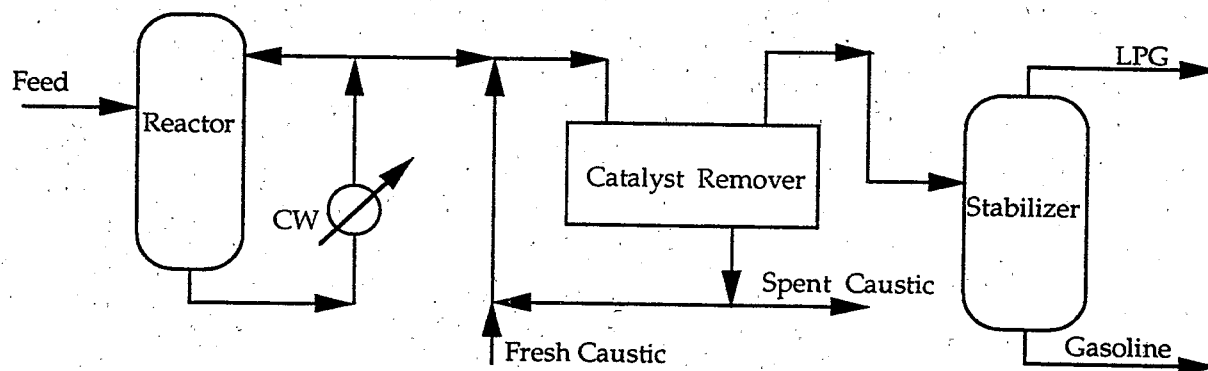 LPG
Feed
Reactor
Catalyst Remover
CW
Stabilizer
Spent Caustic
Fresh Caustic
Gasoline